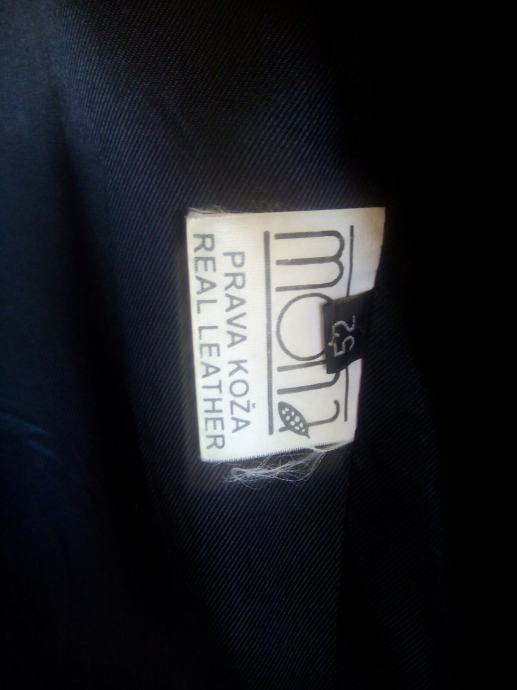 mona
52
PRAVA KOŽA
REAL LEATHER